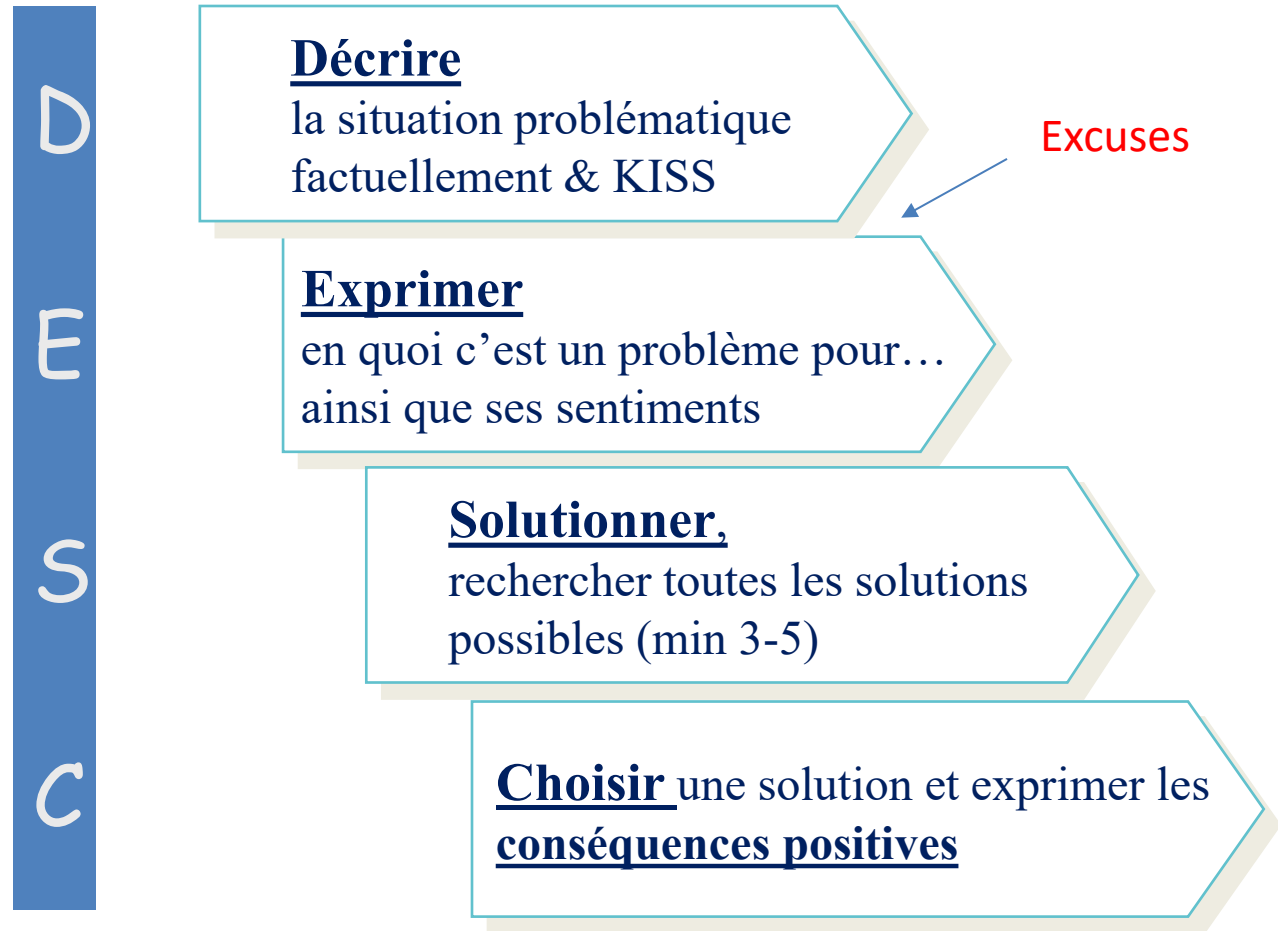 D
Décrire
la situation problématique
factuellement & KISS
Excuses
E
Exprimer
en quoi c’est un problème pour…
ainsi que ses sentiments
S
Solutionner,
rechercher toutes les solutions
possibles (min 3-5)
C
Choisir une solution et exprimer les
conséquences positives